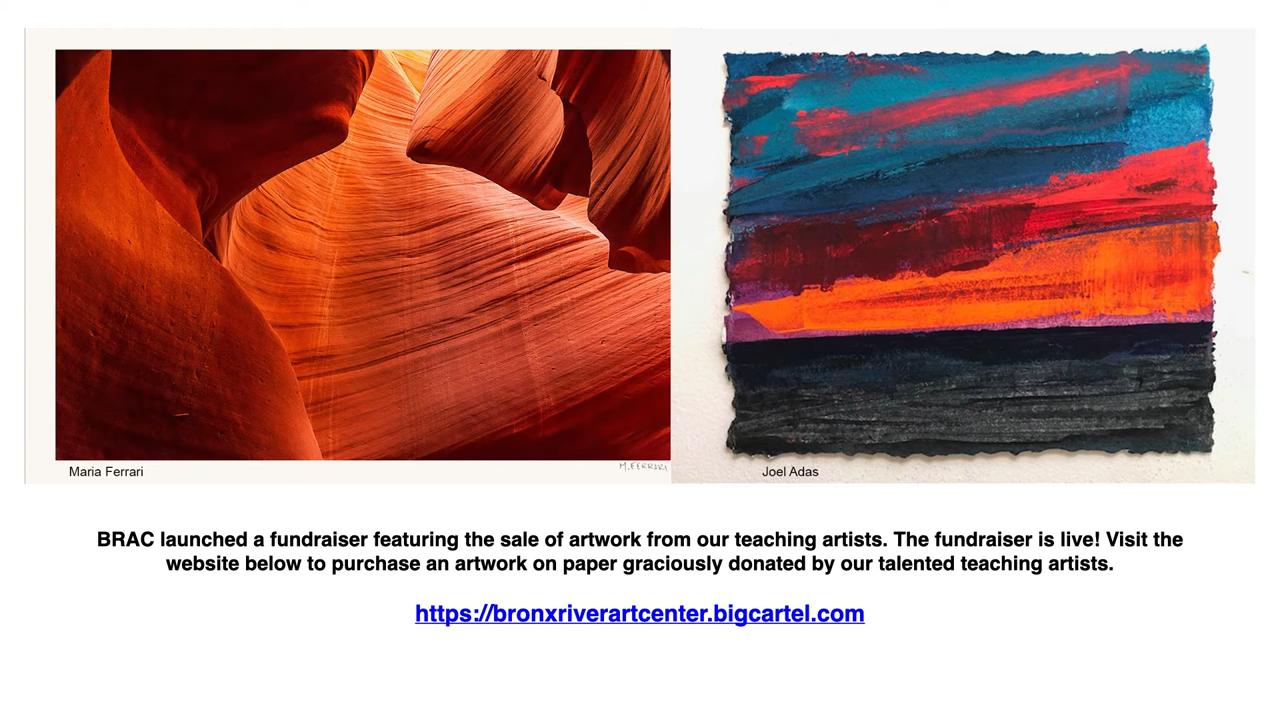 Maria Ferrari
M. FERRARI
Joel Adas
BRAC launched a fundraiser featuring the sale of artwork from our teaching artists. The fundraiser is live! Visit the
website below to purchase an artwork on paper graciously donated by our talented teaching artists.
https://bronxriverartcenter.bigcartel.com